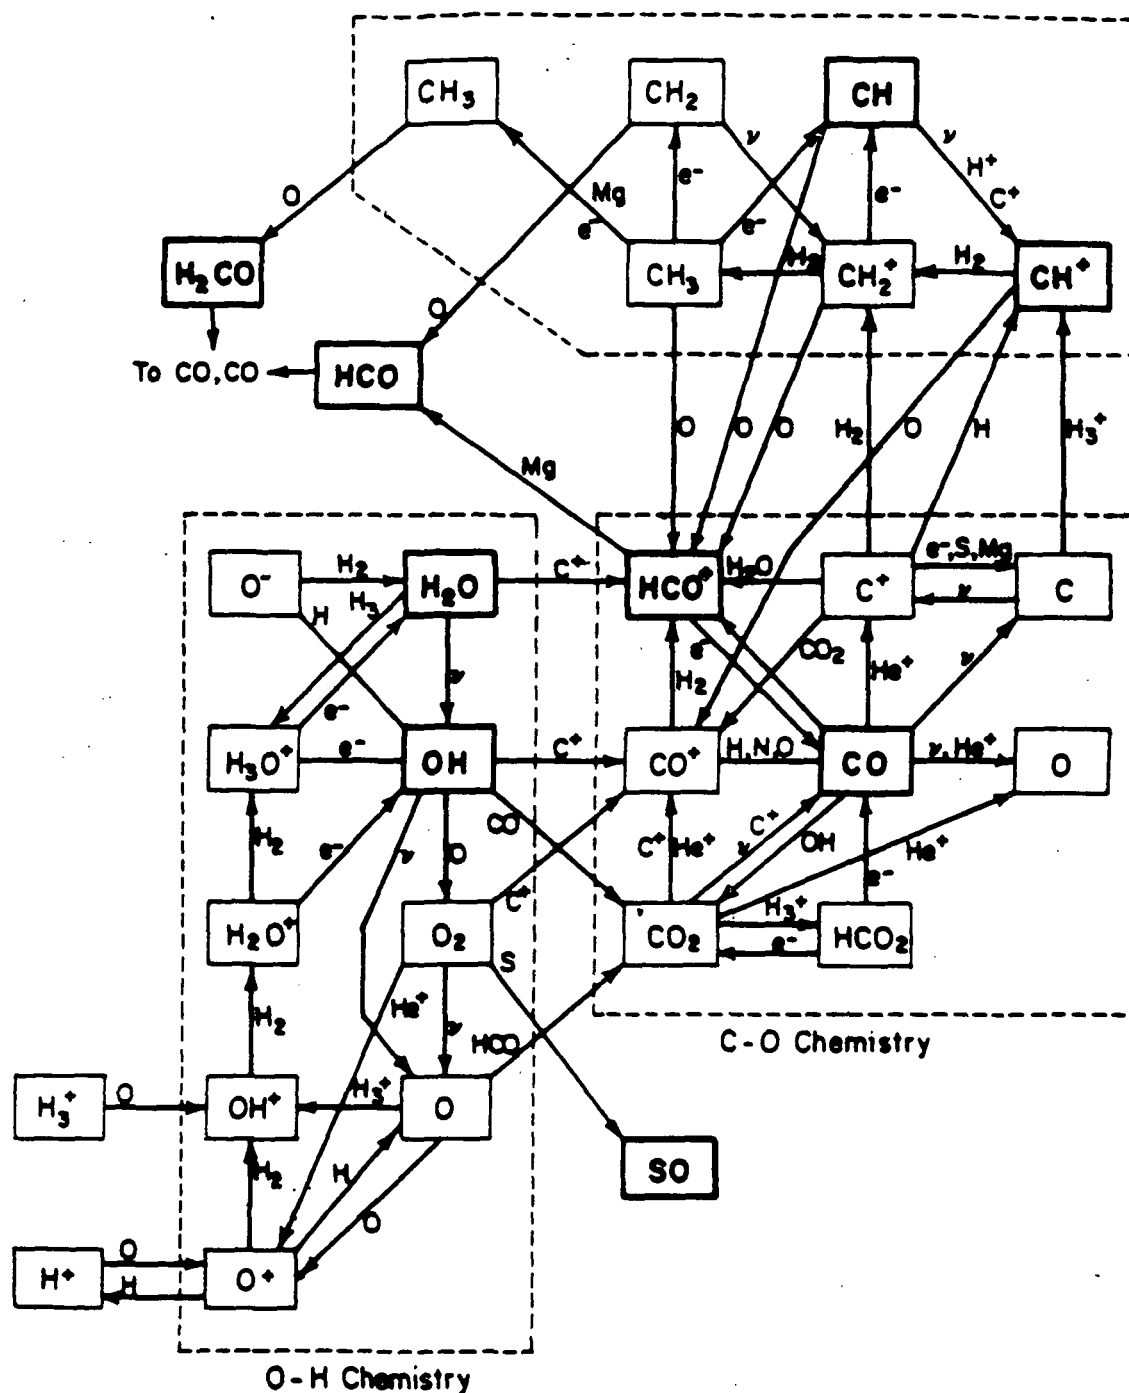 CH₃
CH₂
CH
ν
ν
H⁺
C⁺
O
Mg
e⁻
e⁻
e⁻
e⁻
H₂CO
CH₃
H₂
CH₂⁺
H₂
CH⁺
O
To CO,CO
HCO
O
O
O
H₂
O
H
H₃⁺
Mg
O⁻
H₂
H₂O
C⁺
HCO⁺
H₂O
C⁺
e⁻,S,Mg
ν
C
H
H₃
ν
e⁻
H₂
e⁻
CO₂
He⁺
ν
H₃O⁺
e⁻
OH
C⁺
CO⁺
H,N,O
CO
ν,He⁺
O
H₂
e⁻
ν
O
CO
C⁺
He⁺
ν
C⁺
OH
He⁺
e⁻
H₂O⁺
O₂
C⁺
CO₂
H₃⁺
e⁻
HCO₂
S
H₂
He⁺
ν
HCO
C-O Chemistry
H₃⁺
O
OH⁺
H₃⁺
O
H₂
H
O
SO
H⁺
O
H
O⁺
O-H Chemistry